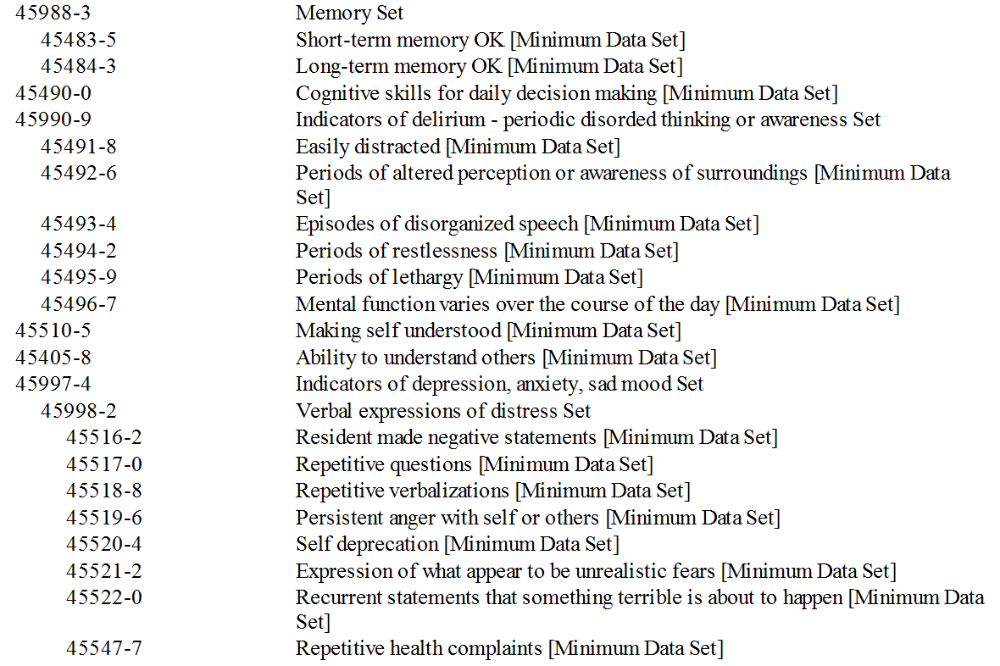 45988-3 Memory Set
45483-5 Short-term memory OK [Minimum Data Set]
45484-3 Long-term memory OK [Minimum Data Set]
45490-0 Cognitive skills for daily decision making [Minimum Data Set]
45990-9 Indicators of delirium - periodic disorded thinking or awareness Set
45491-8 Easily distracted [Minimum Data Set]
45492-6 Periods of altered perception or awareness of surroundings [Minimum Data
Set]
45493-4 Episodes of disorganized speech [Minimum Data Set]
45494-2 Periods of restlessness [Minimum Data Set]
45495-9 Periods of lethargy [Minimum Data Set]
45496-7 Mental function varies over the course of the day [Minimum Data Set]
45510-5 Making self understood [Minimum Data Set]
45405-8 Ability to understand others [Minimum Data Set]
45997-4 Indicators of depression, anxiety, sad mood Set
45998-2 Verbal expressions of distress Set
45516-2 Resident made negative statements [Minimum Data Set]
45517-0 Repetitive questions [Minimum Data Set]
45518-8 Repetitive verbalizations [Minimum Data Set]
45519-6 Persistent anger with self or others [Minimum Data Set]
45520-4 Self deprecation [Minimum Data Set]
45521-2 Expression of what appear to be unrealistic fears [Minimum Data Set]
45522-0 Recurrent statements that something terrible is about to happen [Minimum Data
Set]
45547-7 Repetitive health complaints [Minimum Data Set]